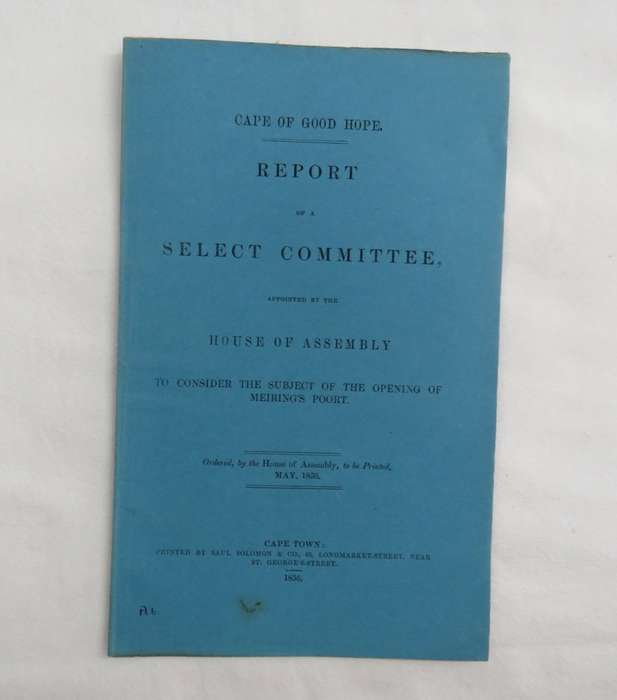 CAPE OF GOOD HOPE.
REPORT
OF A
SELECT COMMITTEE,
APPOINTED BY THE
HOUSE OF ASSEMBLY
TO CONSIDER THE SUBJECT OF THE OPENING OF
MEIRING'S POORT.
Ordered, by the House of Assembly, to be Printed,
MAY, 1856.
CAPE TOWN:
PRINTED BY SAUL SOLOMON & CO., 49, LONGMARKET-STREET, NEAR
ST. GEORGE'S-STREET.
1856.